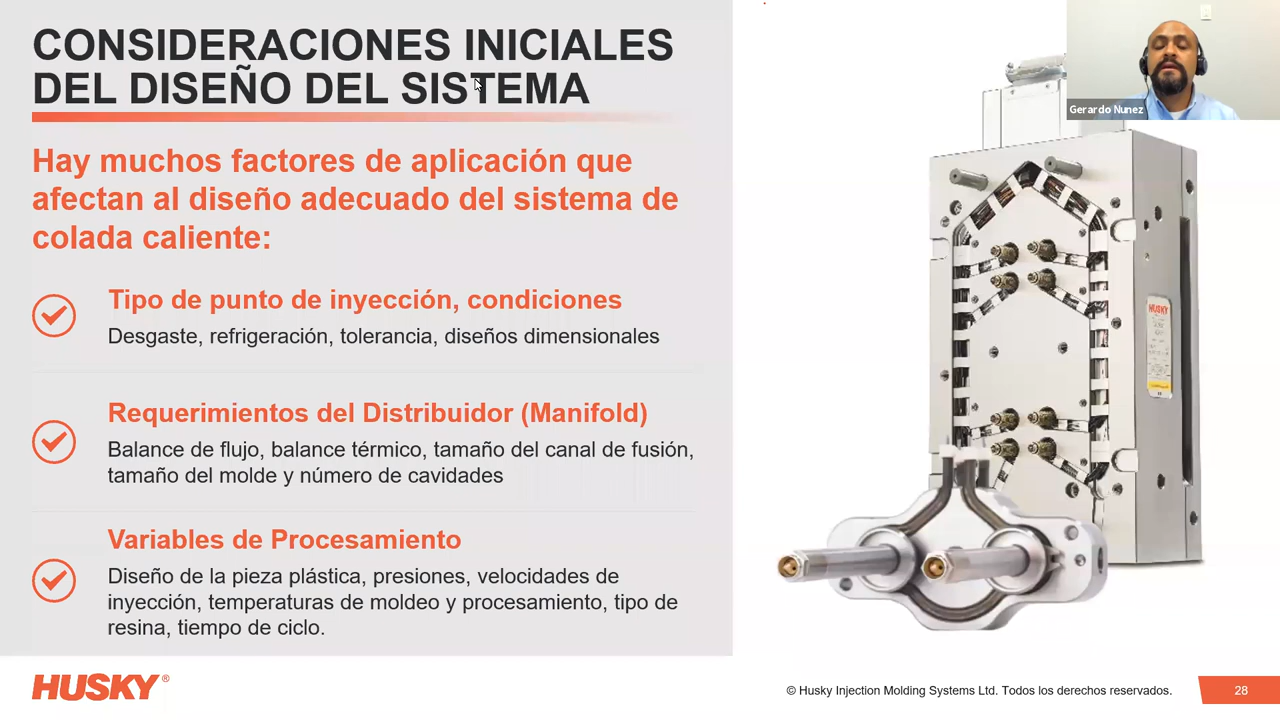 CONSIDERACIONES INICIALES
DEL DISEÑO DEL SISTEMA
Hay muchos factores de aplicación que
afectan al diseño adecuado del sistema de
colada caliente:
Tipo de punto de inyección, condiciones
Desgaste, refrigeración, tolerancia, diseños dimensionales
Requerimientos del Distribuidor (Manifold)
Balance de flujo, balance térmico, tamaño del canal de fusión,
tamaño del molde y número de cavidades
Variables de Procesamiento
Diseño de la pieza plástica, presiones, velocidades de
inyección, temperaturas de moldeo y procesamiento, tipo de
resina, tiempo de ciclo.
Gerardo Nunez
HUSKY
HUSKY®
© Husky Injection Molding Systems Ltd. Todos los derechos reservados.
28